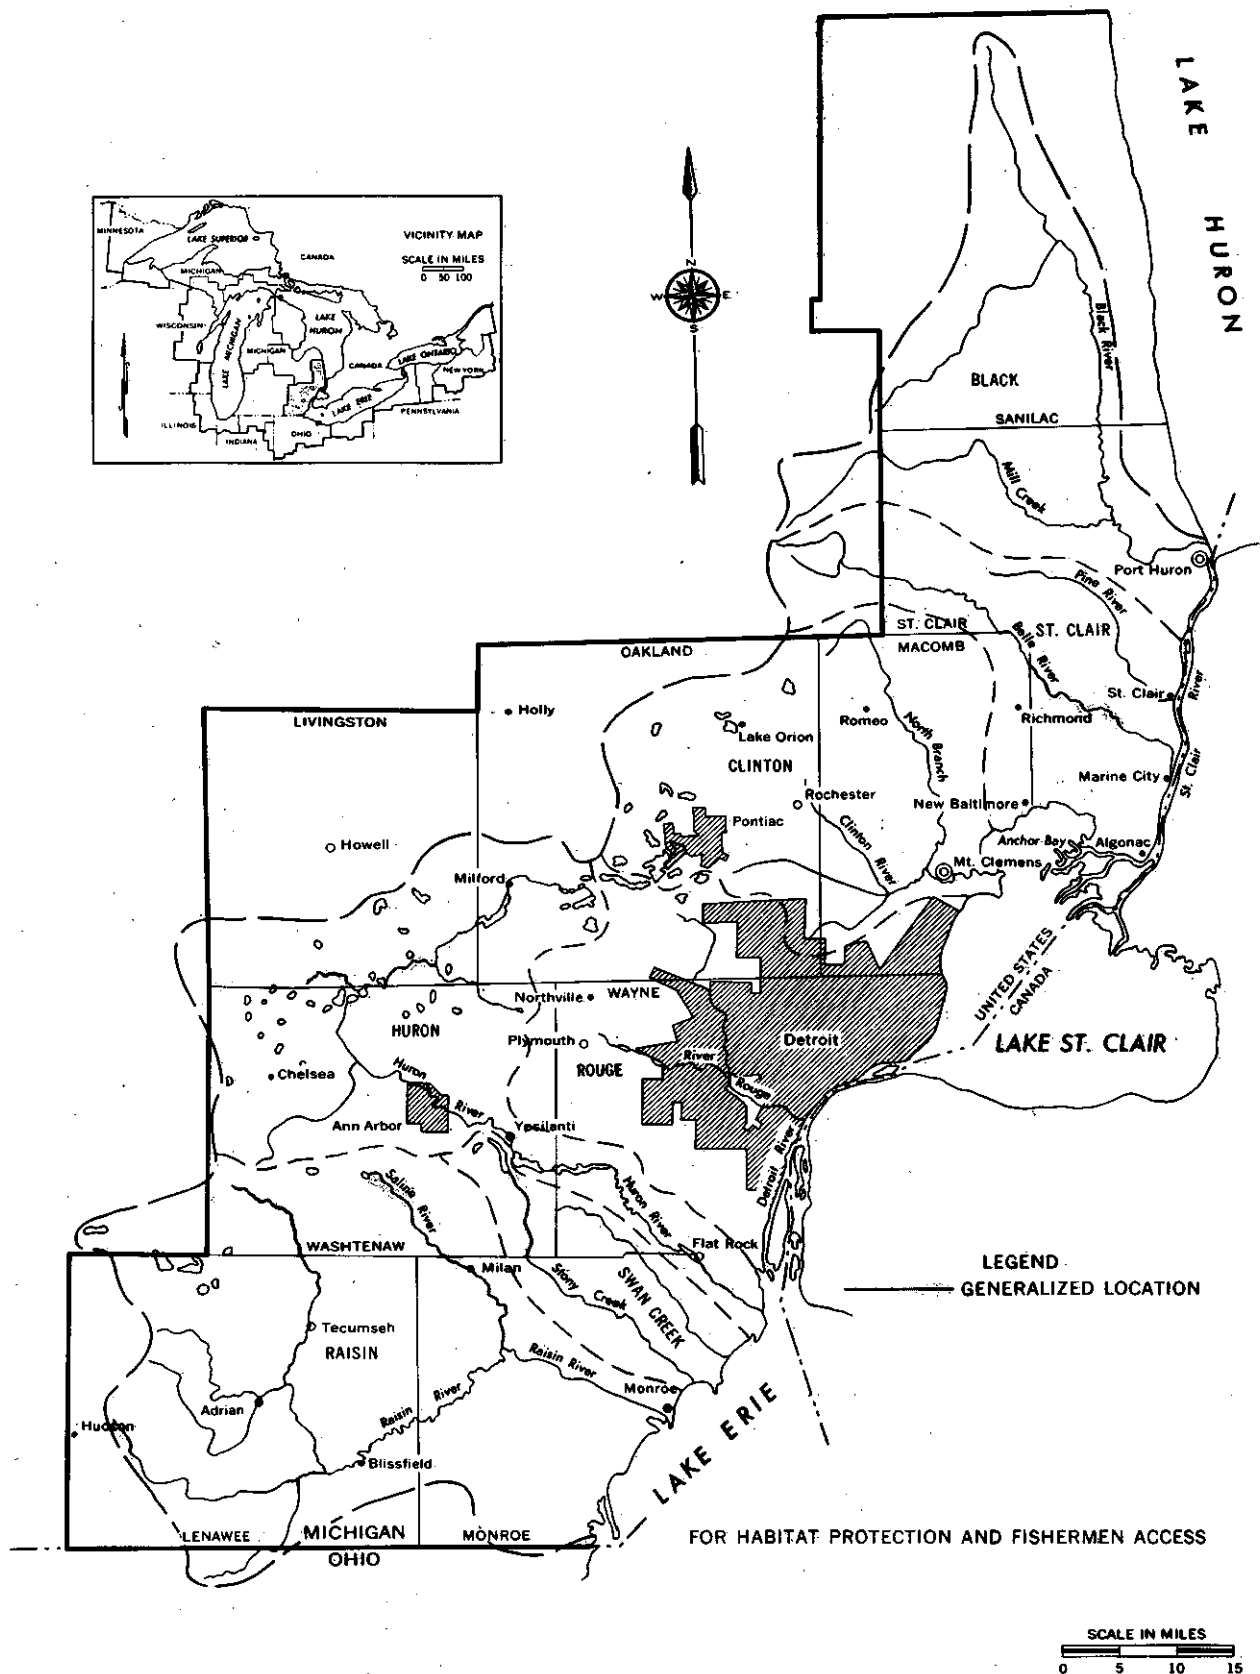 LAKE
HURON
MINNESOTA
LAKE SUPERIOR
VICINITY MAP
CANADA
SCALE IN MILES
0 50 100
MICHIGAN
WISCONSIN
LAKE MICHIGAN
LAKE HURON
MICHIGAN
CANADA
LAKE ONTARIO
NEW YORK
LAKE ERIE
PENNSYLVANIA
ILLINOIS
INDIANA
OHIO
N
W
E
S
Black River
BLACK
SANILAC
Mill Creek
Port Huron
Pine River
ST. CLAIR
ST. CLAIR
Belle River
MACOMB
OAKLAND
St. Clair
St. Clair River
LIVINGSTON
Holly
Romeo
North Branch
Richmond
Lake Orion
CLINTON
Marine City
Rochester
New Baltimore
Pontiac
Clinton River
Anchor Bay
Algonac
Howell
Mt. Clemens
Milford
UNITED STATES
CANADA
Northville
WAYNE
HURON
Plymouth
Detroit
LAKE ST. CLAIR
ROUGE
River Rouge
Chelsea
Huron River
Ann Arbor
Ypsilanti
Detroit River
Saline River
Huron River
Flat Rock
WASHTENAW
Milan
Stony Creek
SWAN CREEK
LEGEND
GENERALIZED LOCATION
Tecumseh
RAISIN
Raisin River
Monroe
Adrian
Raisin River
Hudson
Blissfield
LAKE ERIE
LENAWEE
MICHIGAN
MONROE
OHIO
FOR HABITAT PROTECTION AND FISHERMEN ACCESS
SCALE IN MILES
0 5 10 15